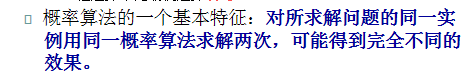 概率算法的一个基本特征：对所求解问题的同一实
例用同一概率算法求解两次，可能得到完全不同的
效果。